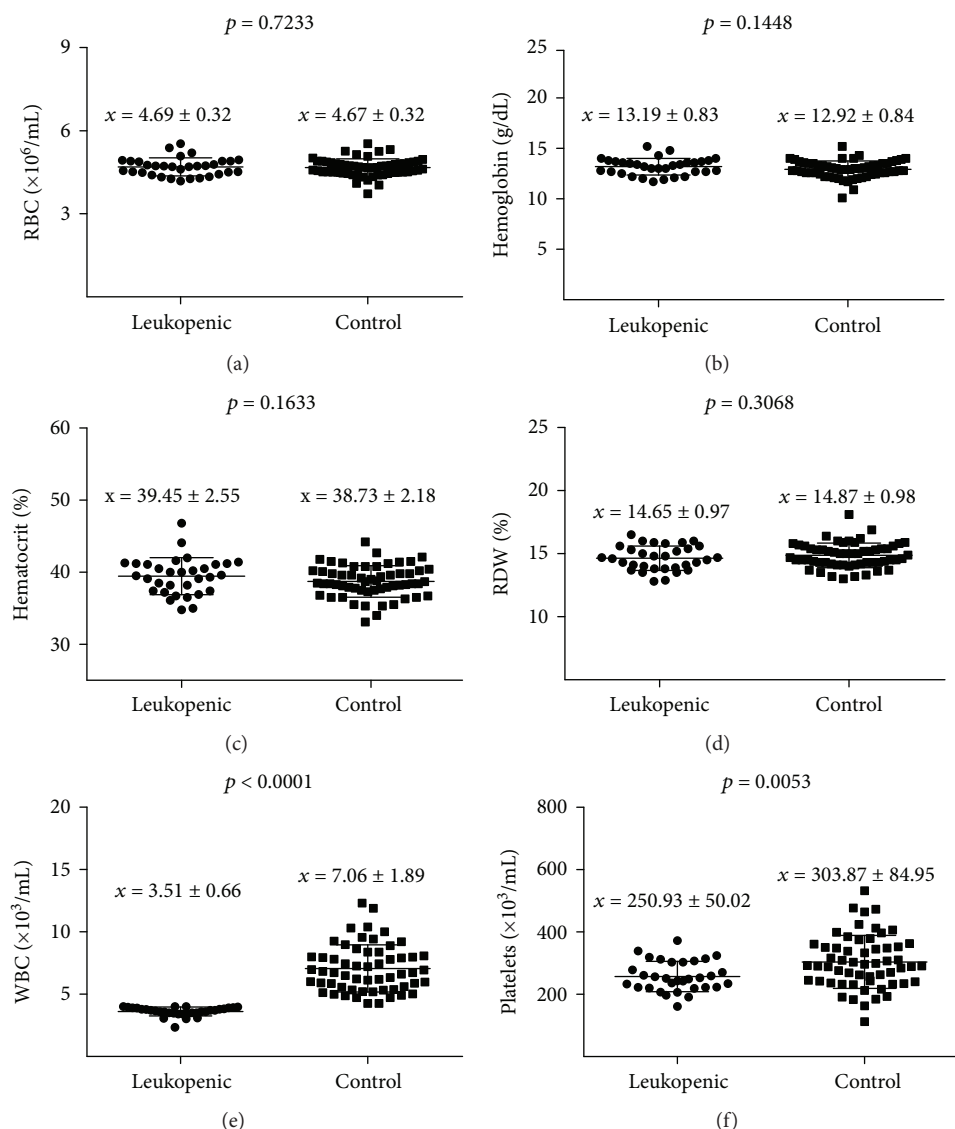 p = 0.7233
9
6
3
RBC (×10⁶/mL)
x = 4.69 ± 0.32
x = 4.67 ± 0.32
Leukopenic
Control
(a)
p = 0.1448
25
20
15
10
5
Hemoglobin (g/dL)
x = 13.19 ± 0.83
x = 12.92 ± 0.84
Leukopenic
Control
(b)
p = 0.1633
60
50
40
30
Hematocrit (%)
x = 39.45 ± 2.55
x = 38.73 ± 2.18
Leukopenic
Control
(c)
p = 0.3068
25
20
15
10
RDW (%)
x = 14.65 ± 0.97
x = 14.87 ± 0.98
Leukopenic
Control
(d)
p < 0.0001
20
15
10
5
WBC (×10³/mL)
x = 3.51 ± 0.66
x = 7.06 ± 1.89
Leukopenic
Control
(e)
p = 0.0053
800
600
400
200
Platelets (×10³/mL)
x = 250.93 ± 50.02
x = 303.87 ± 84.95
Leukopenic
Control
(f)